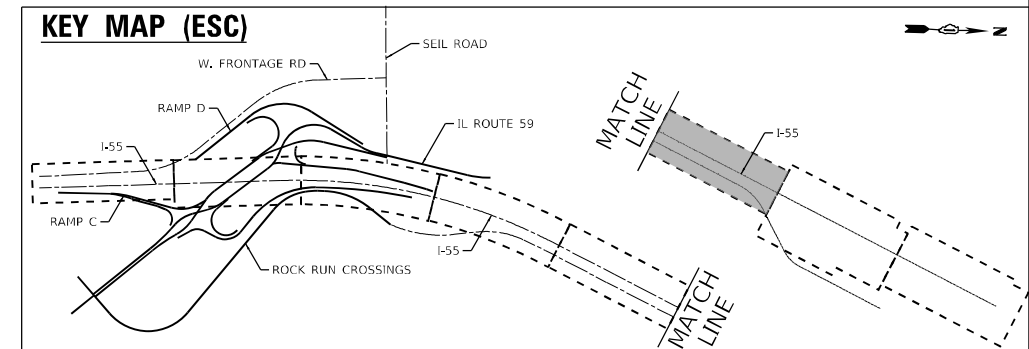 KEY MAP (ESC)
N
SEIL ROAD
W. FRONTAGE RD
RAMP D
IL ROUTE 59
MATCH
LINE
I-55
I-55
RAMP C
I-55
ROCK RUN CROSSINGS
MATCH
LINE